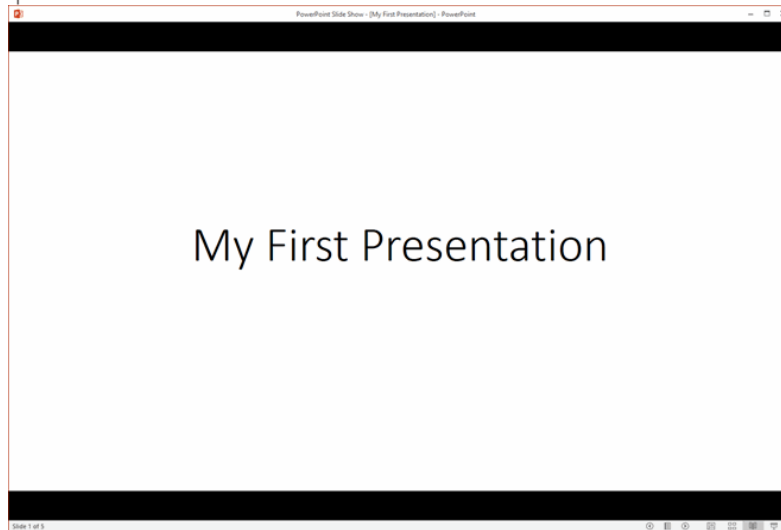 PowerPoint Slide Show - [My First Presentation] - PowerPoint
My First Presentation
Slide 1 of 5